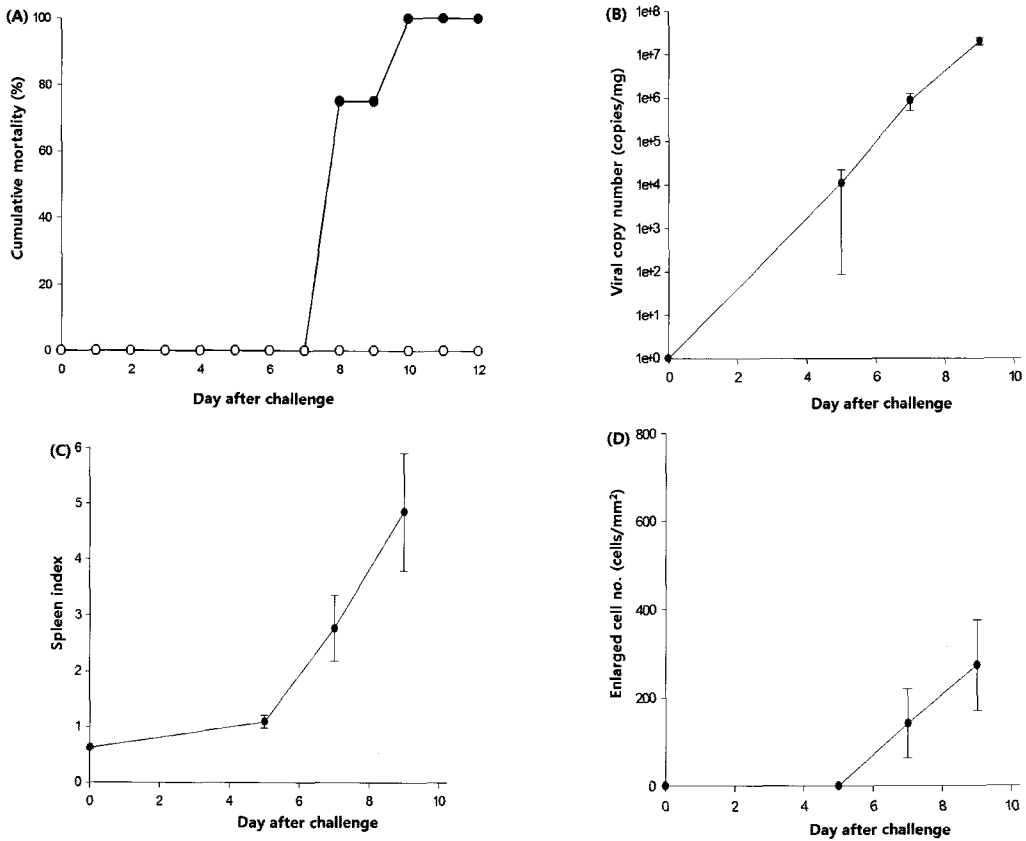 (A)
100
80
60
40
20
0
Cumulative mortality (%)
0 2 4 6 8 10 12
Day after challenge
(B)
1e+8
1e+7
1e+6
1e+5
1e+4
1e+3
1e+2
1e+1
1e+0
Viral copy number (copies/mg)
0 2 4 6 8 10
Day after challenge
(C)
6
5
4
3
2
1
0
Spleen index
0 2 4 6 8 10
Day after challenge
(D)
800
600
400
200
0
Enlarged cell no. (cells/mm²)
0 2 4 6 8 10
Day after challenge